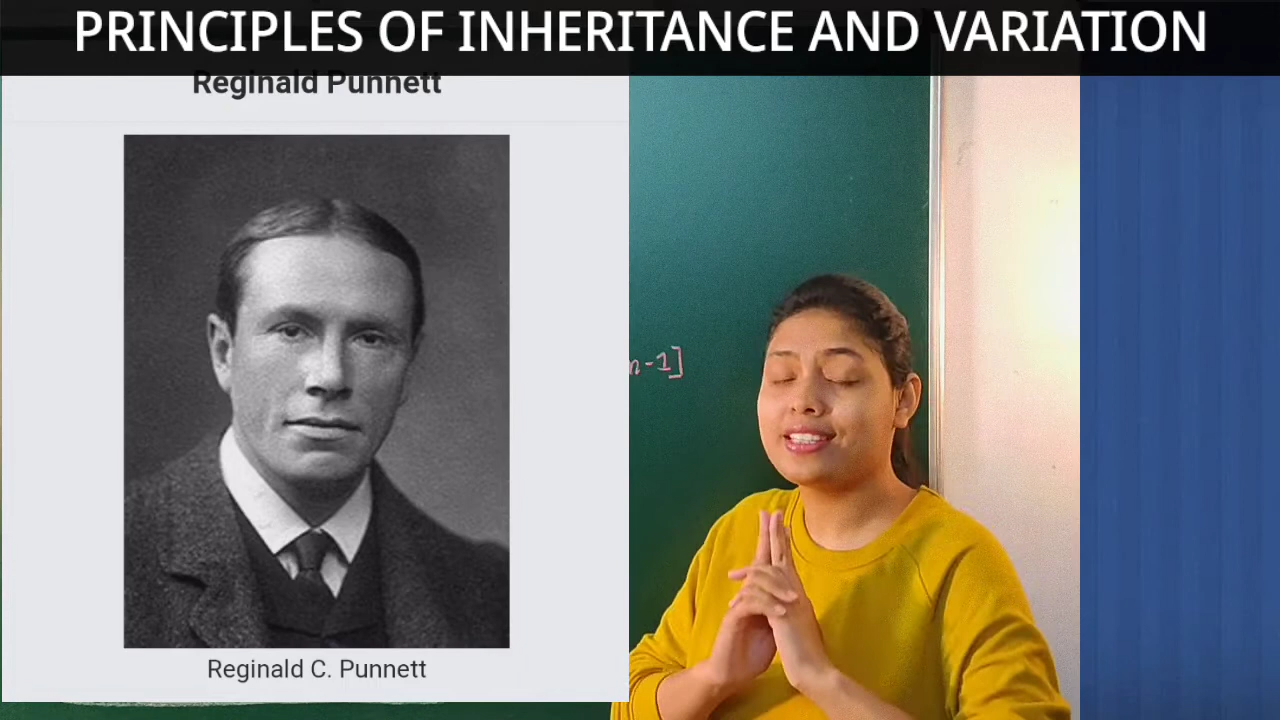 PRINCIPLES OF INHERITANCE AND VARIATION
Reginald Punnett
n-1]
Reginald C. Punnett